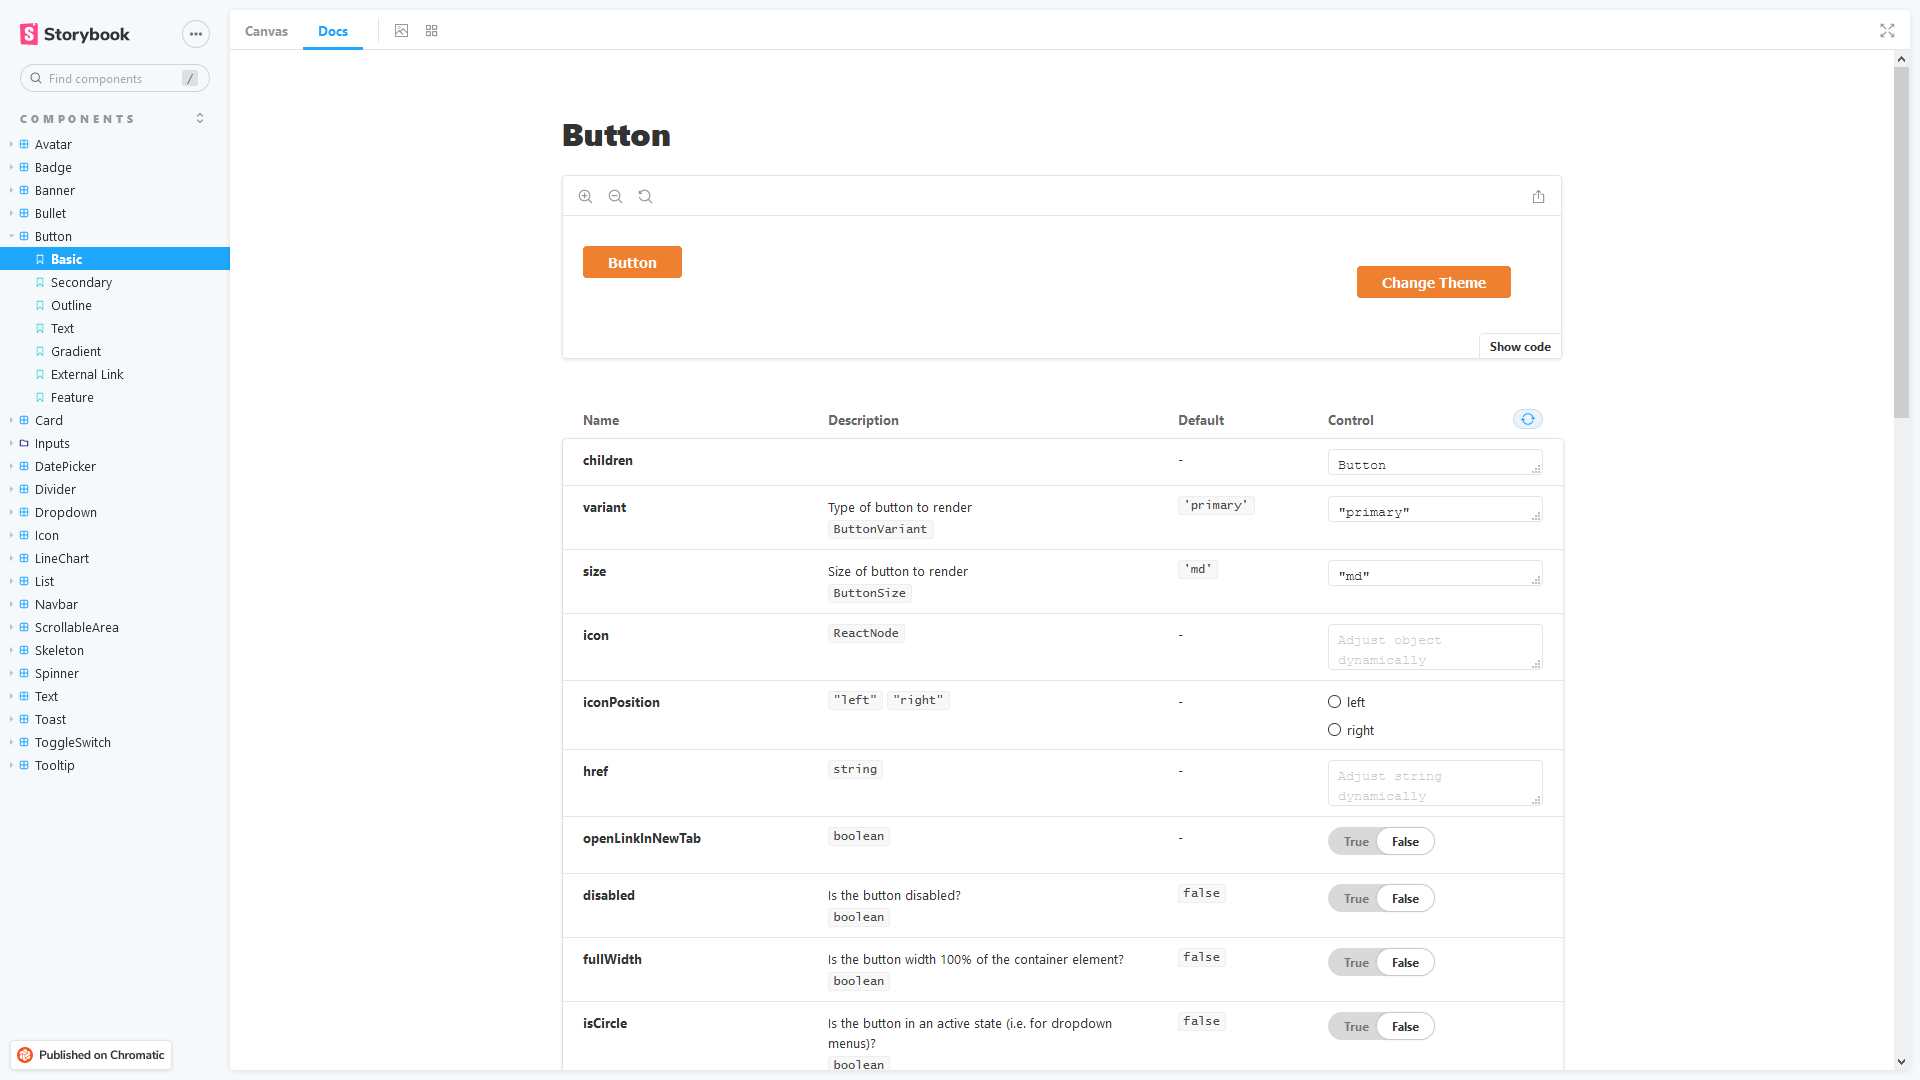 Storybook
Find components
/
COMPONENTS
Avatar
Badge
Banner
Bullet
Button
Basic
Secondary
Outline
Text
Gradient
External Link
Feature
Card
Inputs
DatePicker
Divider
Dropdown
Icon
LineChart
List
Navbar
ScrollableArea
Skeleton
Spinner
Text
Toast
ToggleSwitch
Tooltip
Published on Chromatic
Canvas Docs
Button
Button
Change Theme
Show code
Name Description Default Control
children - Button
variant Type of button to render 'primary' "primary"
ButtonVariant
size Size of button to render 'md' "md"
ButtonSize
icon ReactNode - Adjust object
dynamically
iconPosition "left" "right" - left
right
href string - Adjust string
dynamically
openLinkInNewTab boolean - True False
disabled Is the button disabled? false True False
boolean
fullWidth Is the button width 100% of the container element? false True False
boolean
isCircle Is the button in an active state (i.e. for dropdown false True False
menus)?
boolean